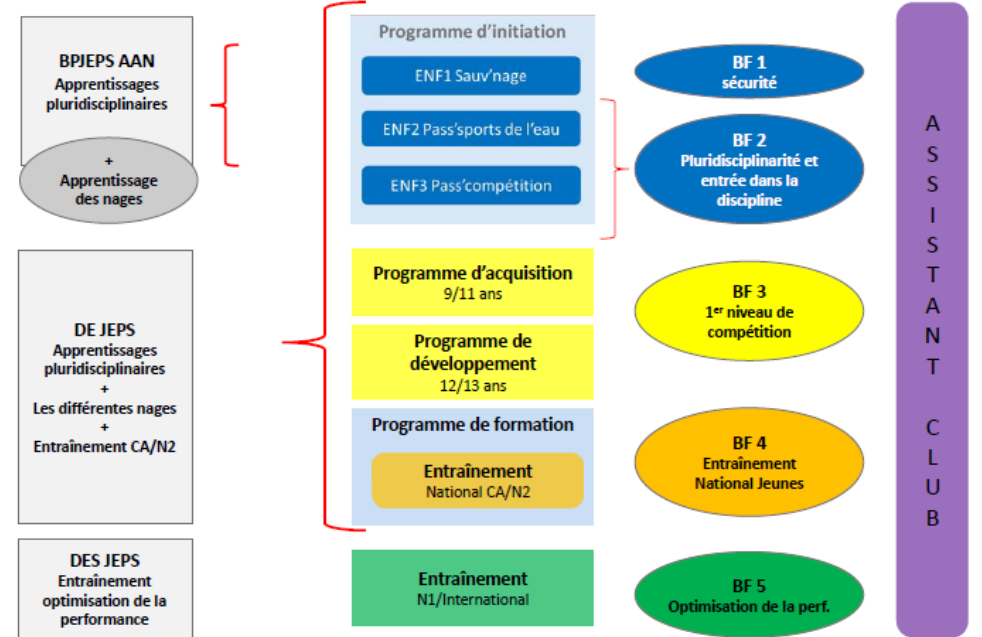 BPJEPS AAN
Apprentissages
pluridisciplinaires
+
Apprentissage
des nages
DE JEPS
Apprentissages
pluridisciplinaires
+
Les différentes nages
+
Entraînement CA/N2
DES JEPS
Entraînement
optimisation de la
performance
Programme d'initiation
ENF1 Sauv'nage
ENF2 Pass'sports de l'eau
ENF3 Pass'compétition
Programme d'acquisition
9/11 ans
Programme de
développement
12/13 ans
Programme de formation
Entraînement
National CA/N2
Entraînement
N1/International
BF 1
sécurité
BF 2
Pluridisciplinarité et
entrée dans la
discipline
BF 3
1er niveau de
compétition
BF 4
Entraînement
National Jeunes
BF 5
Optimisation de la perf.
A
S
S
I
S
T
A
N
T
C
L
U
B